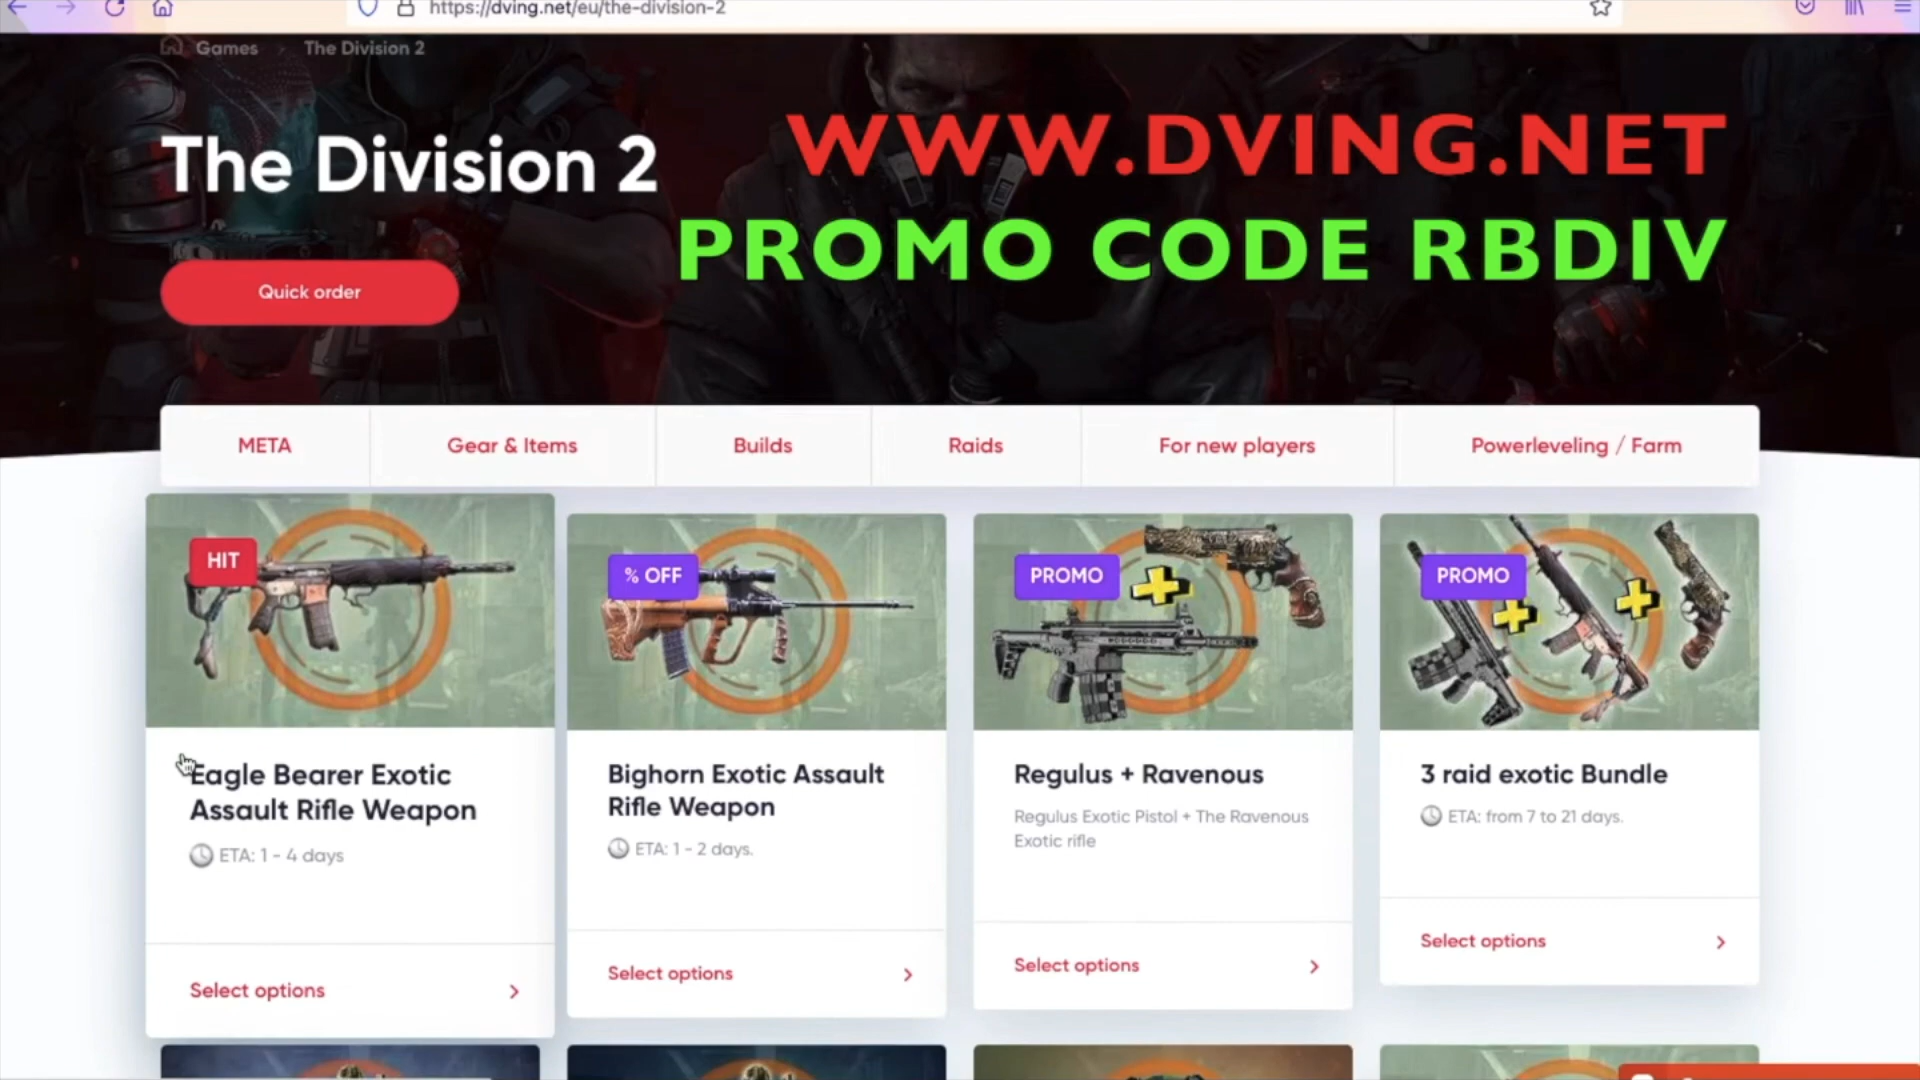 https://dving.net/eu/the-division-2
Games
The Division 2
The Division 2
WWW.DVING.NET
PROMO CODE RBDIV
Quick order
META
Gear & Items
Builds
Raids
For new players
Powerleveling / Farm
HIT
Eagle Bearer Exotic
Assault Rifle Weapon
ETA: 1 - 4 days
Select options
% OFF
Bighorn Exotic Assault
Rifle Weapon
ETA: 1 - 2 days.
Select options
PROMO
Regulus + Ravenous
Regulus Exotic Pistol + The Ravenous
Exotic rifle
Select options
PROMO
3 raid exotic Bundle
ETA: from 7 to 21 days.
Select options